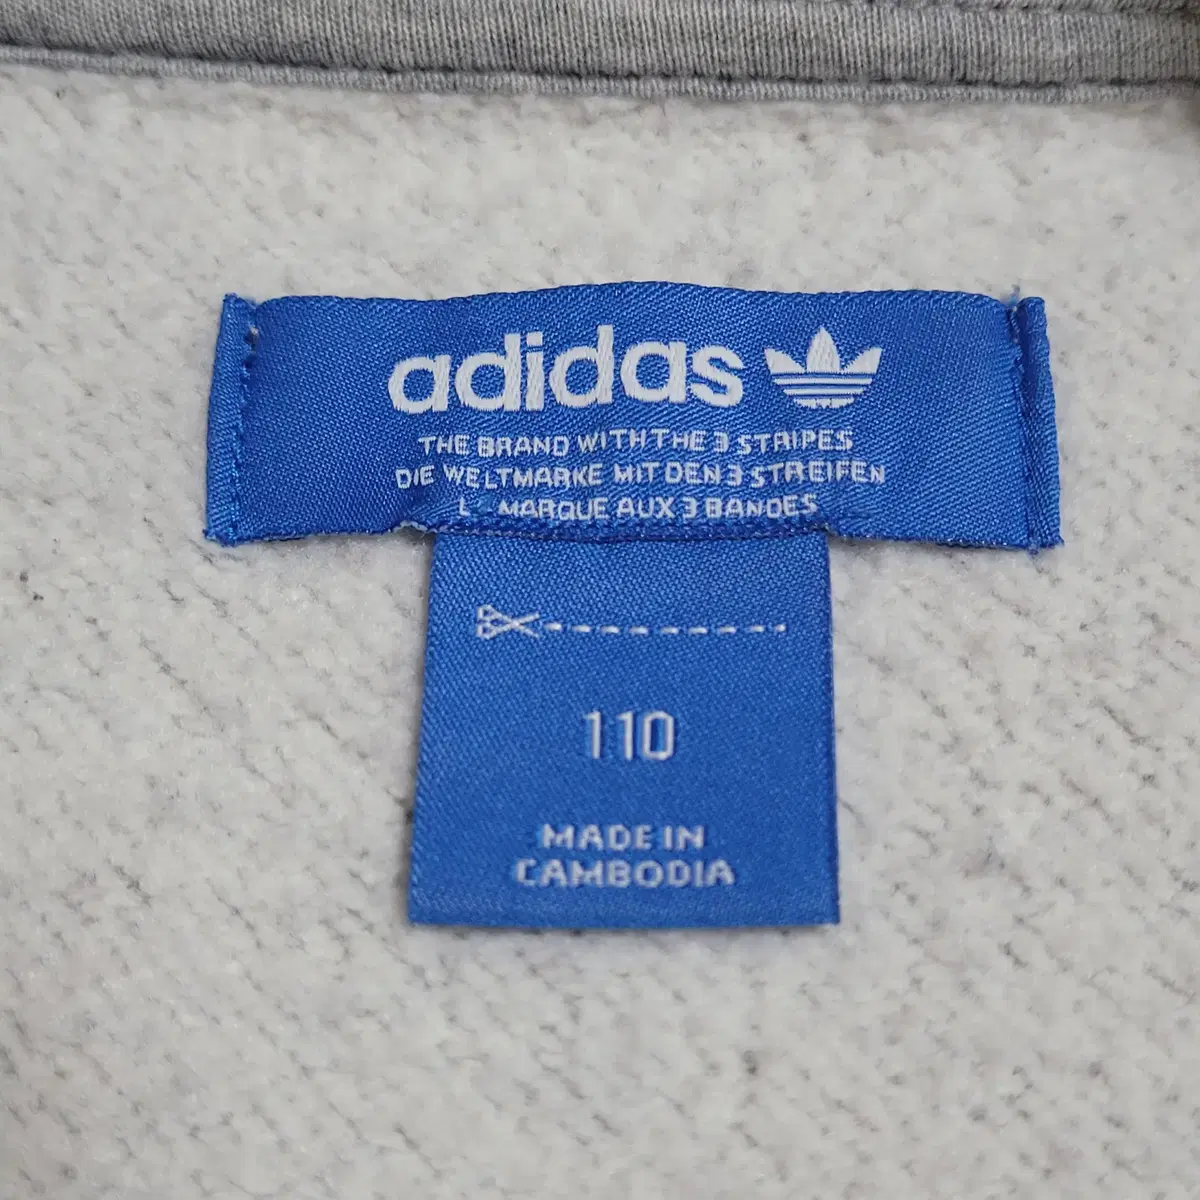 adidas
THE BRAND WITH THE 3 STRIPES
DIE WELTMARKE MIT DEN 3 STREIFEN
MARQUE AUX 3 BANDES
110
MADE IN
CAMBODIA